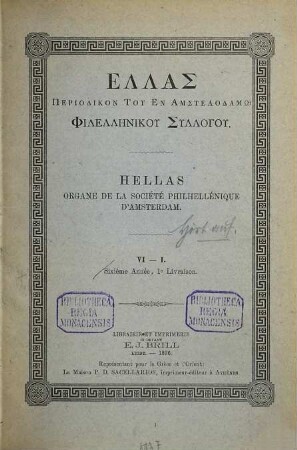 ΕΛΛΑΣ
ΠΕΡΙΟΔΙΚΟΝ ΤΟΥ ΕΝ ΑΜΣΤΕΛΟΔΑΜΩ
ΦΙΛΕΛΛΗΝΙΚΟΥ ΣΥΛΛΟΓΟΥ.
HELLAS
ORGANE DE LA SOCIÉTÉ PHILHELLÉNIQUE
D'AMSTERDAM.
VI — 1.
Sixième Année, 1e Livraison.
BIBLIOTHECA
REGIA
MONACENSIS
BIBLIOTHECA
REGIA
MONACENSIS
LIBRAIRIE ET IMPRIMERIE
E. J. BRILL
LEIDE — 1896.
Représentant pour la Grèce et l'Orient:
La Maison P. D. SACELLARIOS, Imprimeur-éditeur à Athènes